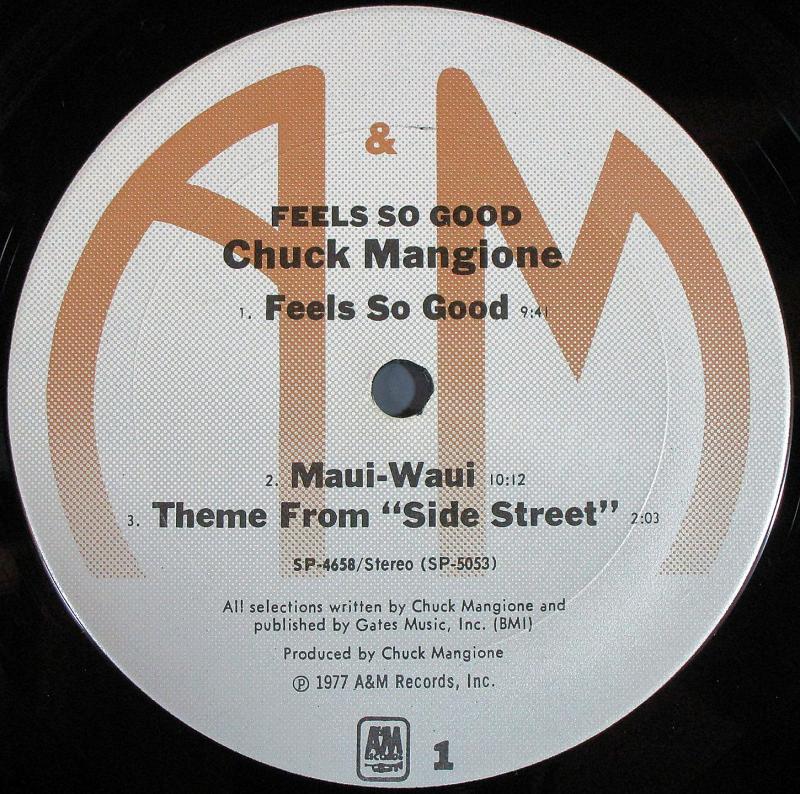 A & M
FEELS SO GOOD
Chuck Mangione
1. Feels So Good 9:41
2. Maui-Waui 10:12
3. Theme From “Side Street” 2:03
SP-4658/Stereo (SP-5053)
All selections written by Chuck Mangione and
published by Gates Music, Inc. (BMI)
Produced by Chuck Mangione
℗ 1977 A&M Records, Inc.
A&M
RECORDS
1